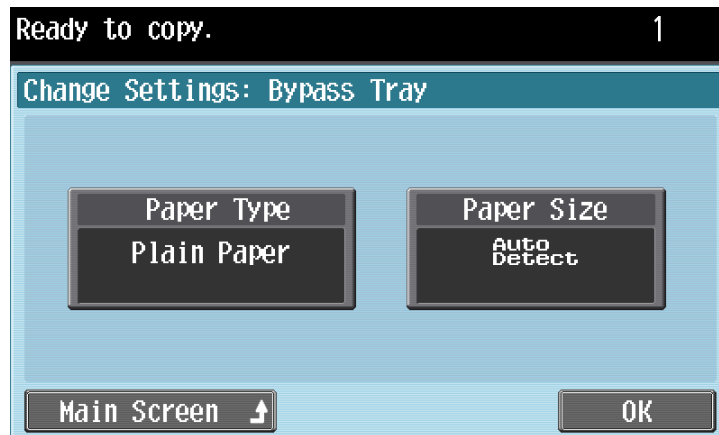 Ready to copy. 1
Change Settings: Bypass Tray
Paper Type Paper Size
Plain Paper Auto
Detect
Main Screen OK